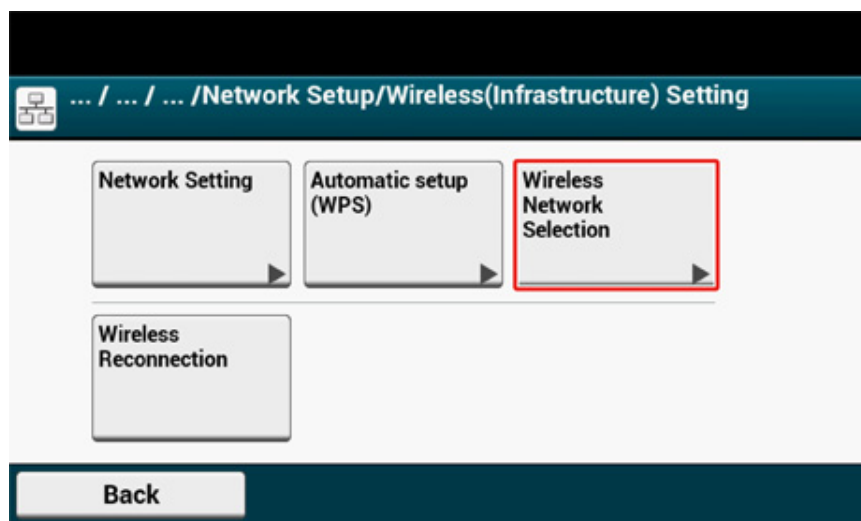 ... / ... / ... /Network Setup/Wireless(Infrastructure) Setting
Network Setting
Automatic setup
(WPS)
Wireless
Network
Selection
Wireless
Reconnection
Back